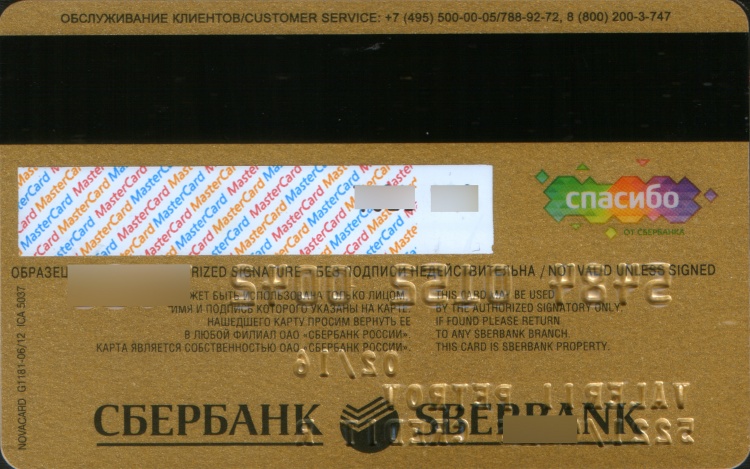 ОБСЛУЖИВАНИЕ КЛИЕНТОВ/CUSTOMER SERVICE: +7 (495) 500-00-05/788-92-72, 8 (800) 200-3-747
MasterCard MasterCard MasterCard MasterCard
спасибо
ОТ СБЕРБАНКА
ОБРАЗЕЦ RIZED SIGNATURE БЕЗ ПОДПИСИ НЕДЕЙСТВИТЕЛЬНА / NOT VALID UNLESS SIGNED
ЖЕТ БЫТЬ ИСПОЛЬЗОВАНА ТОЛЬКО ЛИЦОМ,
ИМЯ И ПОДПИСЬ КОТОРОГО УКАЗАНЫ НА КАРТЕ.
НАШЕДШЕГО КАРТУ ПРОСИМ ВЕРНУТЬ ЕЕ
В ЛЮБОЙ ФИЛИАЛ ОАО «СБЕРБАНК РОССИИ».
КАРТА ЯВЛЯЕТСЯ СОБСТВЕННОСТЬЮ ОАО «СБЕРБАНК РОССИИ».
THIS CARD MAY BE USED
BY THE AUTHORIZED SIGNATORY ONLY,
IF FOUND PLEASE RETURN
TO ANY SBERBANK BRANCH.
THIS CARD IS SBERBANK PROPERTY.
NOVACARD G1181-06/12 ICA 5037
СБЕРБАНК SBERBANK